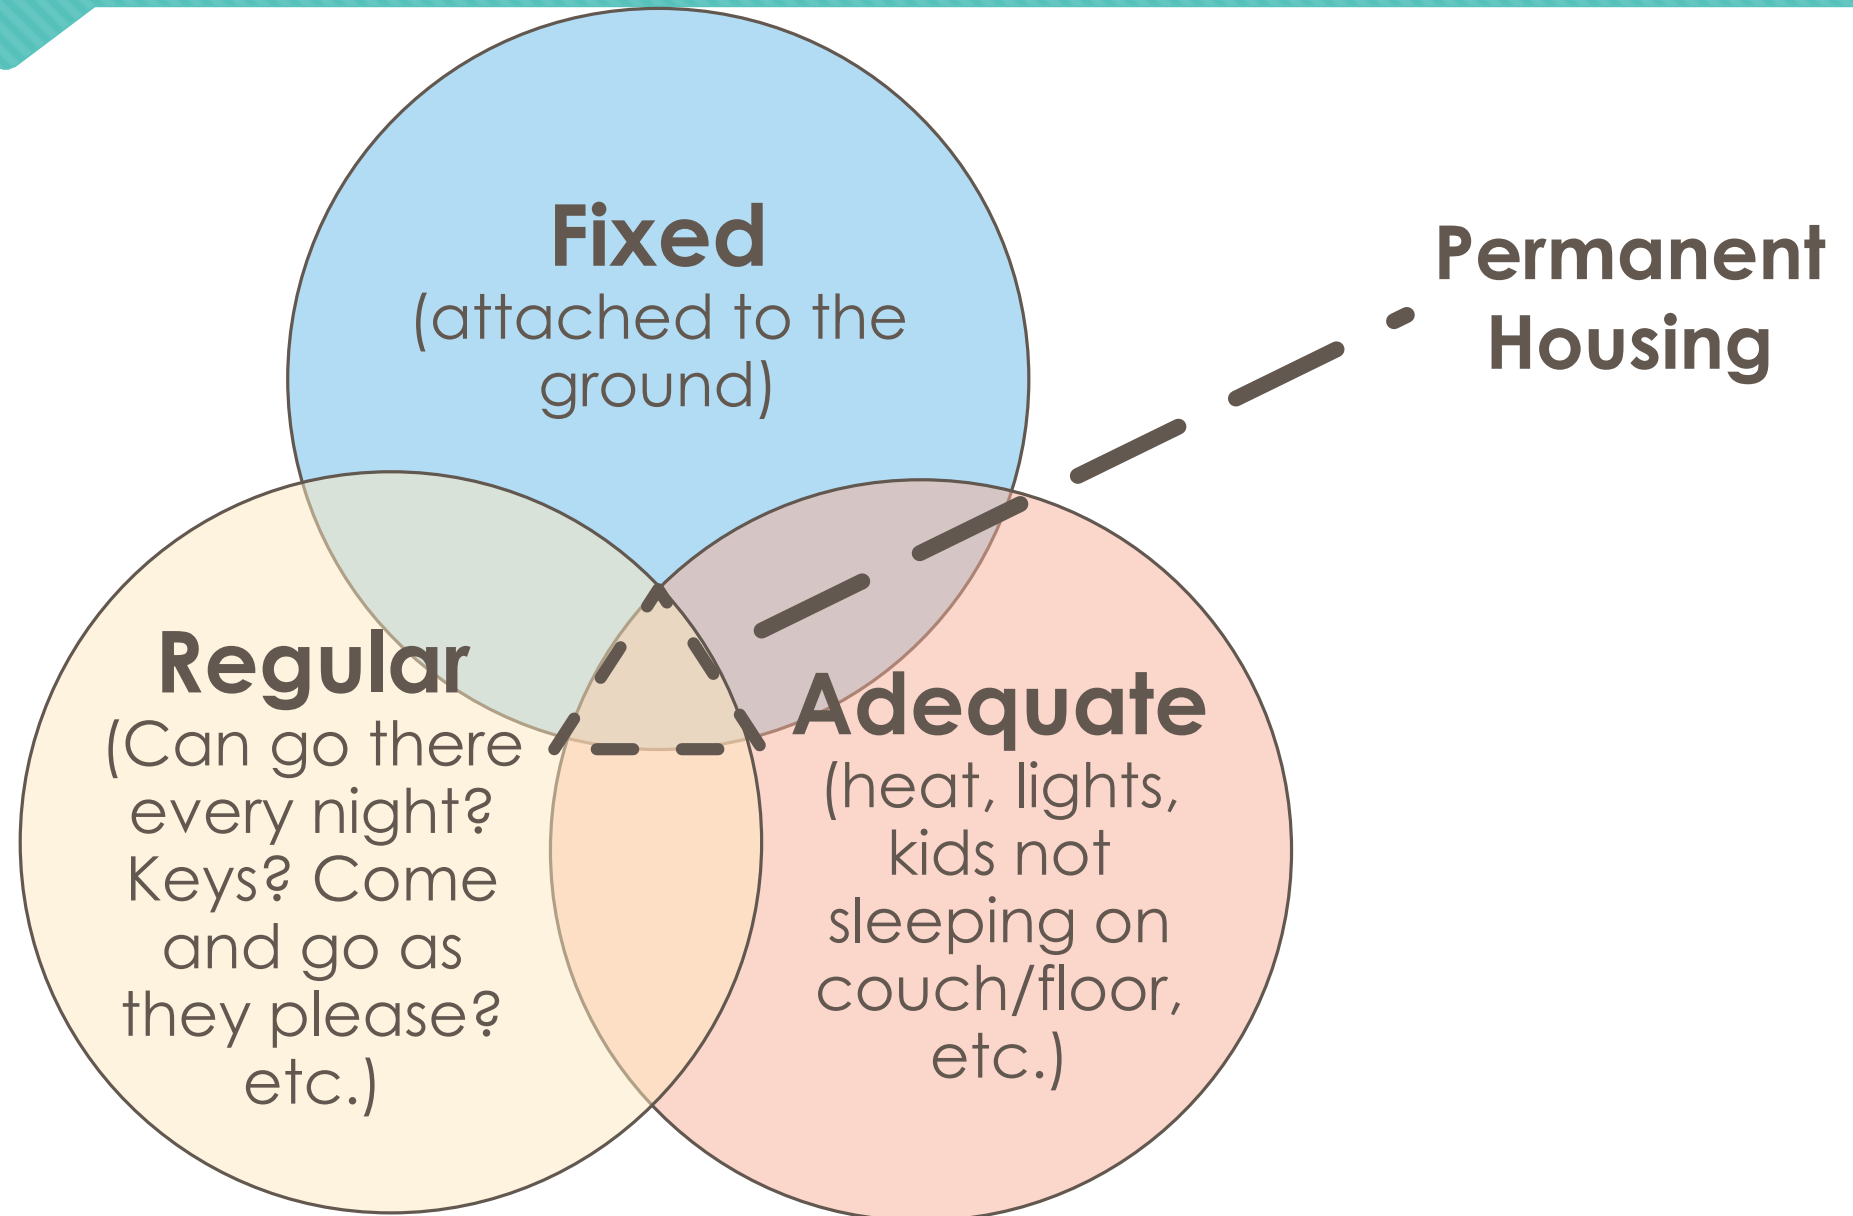 Fixed
(attached to the
ground)
Permanent
Housing
Regular
(Can go there
every night?
Keys? Come
and go as
they please?
etc.)
Adequate
(heat, lights,
kids not
sleeping on
couch/floor,
etc.)